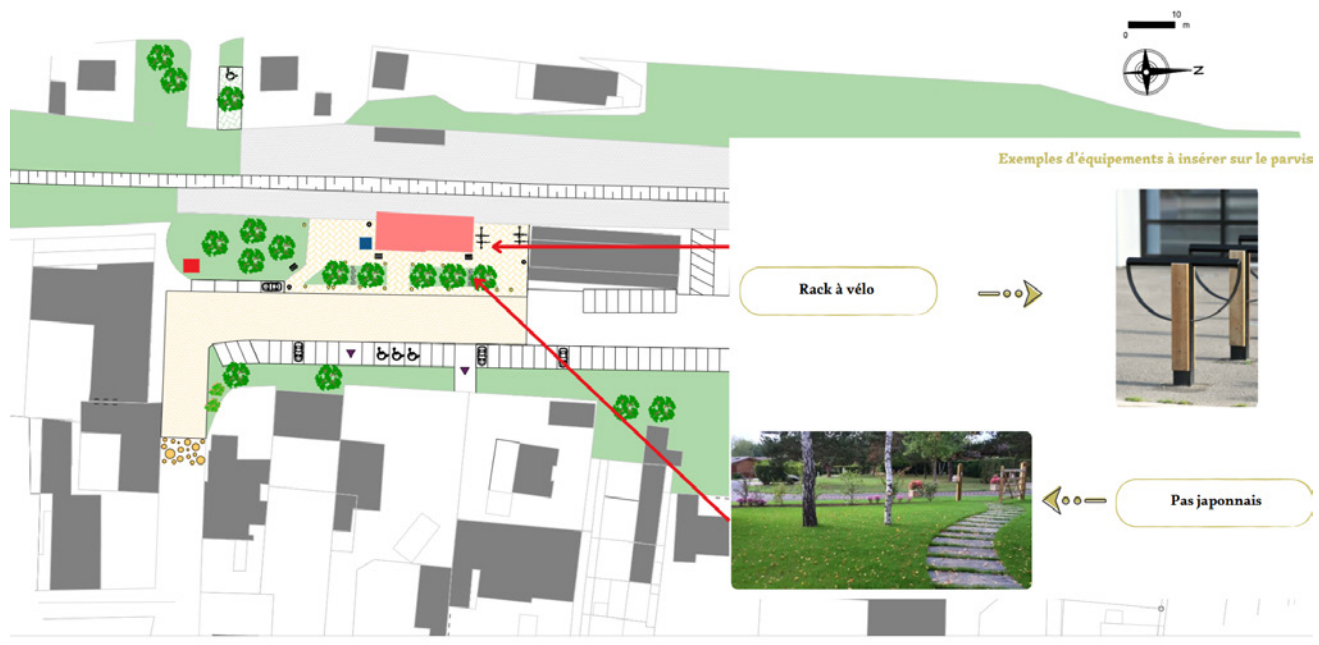 10
0
m
N
Exemples d'équipements à insérer sur le parvis
Rack à vélo
Pas japonnais